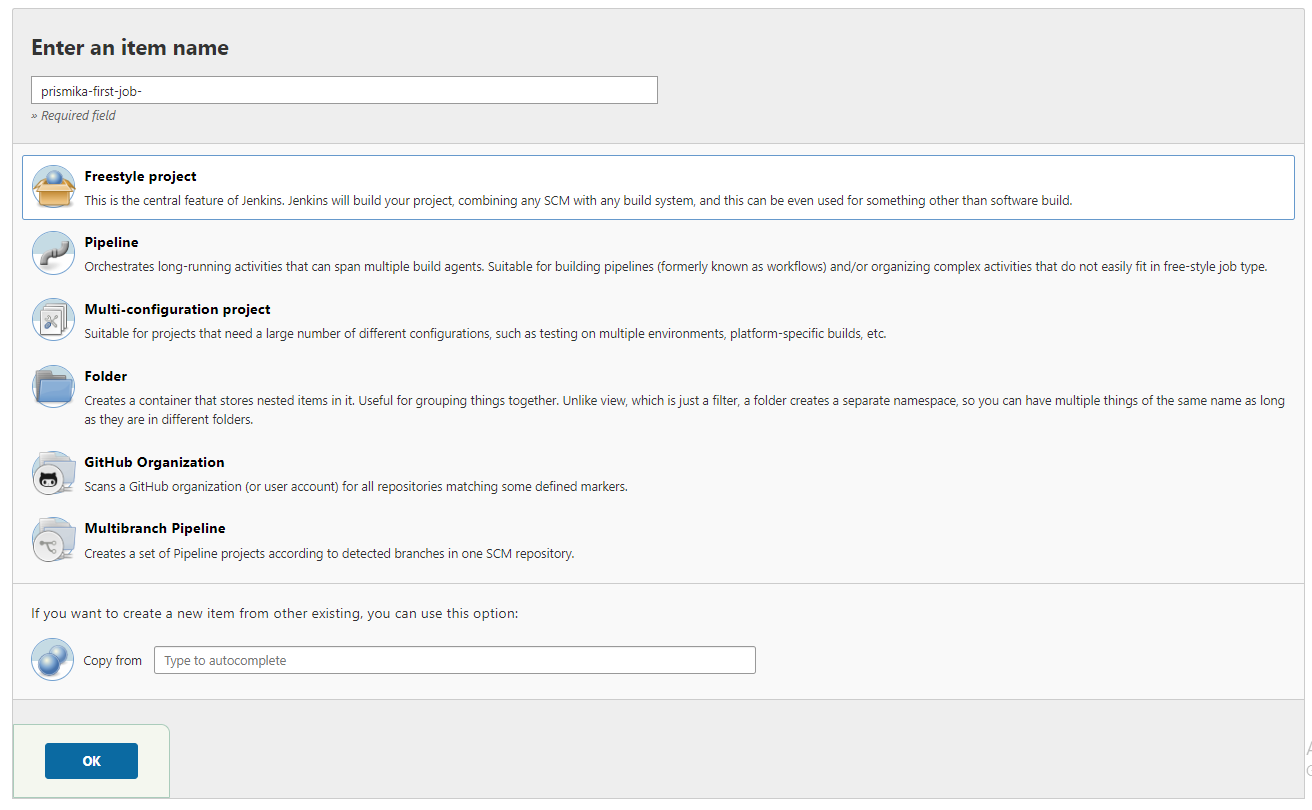 Enter an item name
prismika-first-job-
» Required field
Freestyle project
This is the central feature of Jenkins. Jenkins will build your project, combining any SCM with any build system, and this can be even used for something other than software build.
Pipeline
Orchestrates long-running activities that can span multiple build agents. Suitable for building pipelines (formerly known as workflows) and/or organizing complex activities that do not easily fit in free-style job type.
Multi-configuration project
Suitable for projects that need a large number of different configurations, such as testing on multiple environments, platform-specific builds, etc.
Folder
Creates a container that stores nested items in it. Useful for grouping things together. Unlike view, which is just a filter, a folder creates a separate namespace, so you can have multiple things of the same name as long
as they are in different folders.
GitHub Organization
Scans a GitHub organization (or user account) for all repositories matching some defined markers.
Multibranch Pipeline
Creates a set of Pipeline projects according to detected branches in one SCM repository.
If you want to create a new item from other existing, you can use this option:
Copy from Type to autocomplete
OK